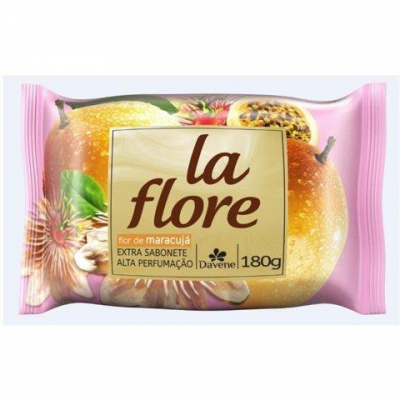 la
flore
flor de maracujá
EXTRA SABONETE
ALTA PERFUMAÇÃO
Davene
180g